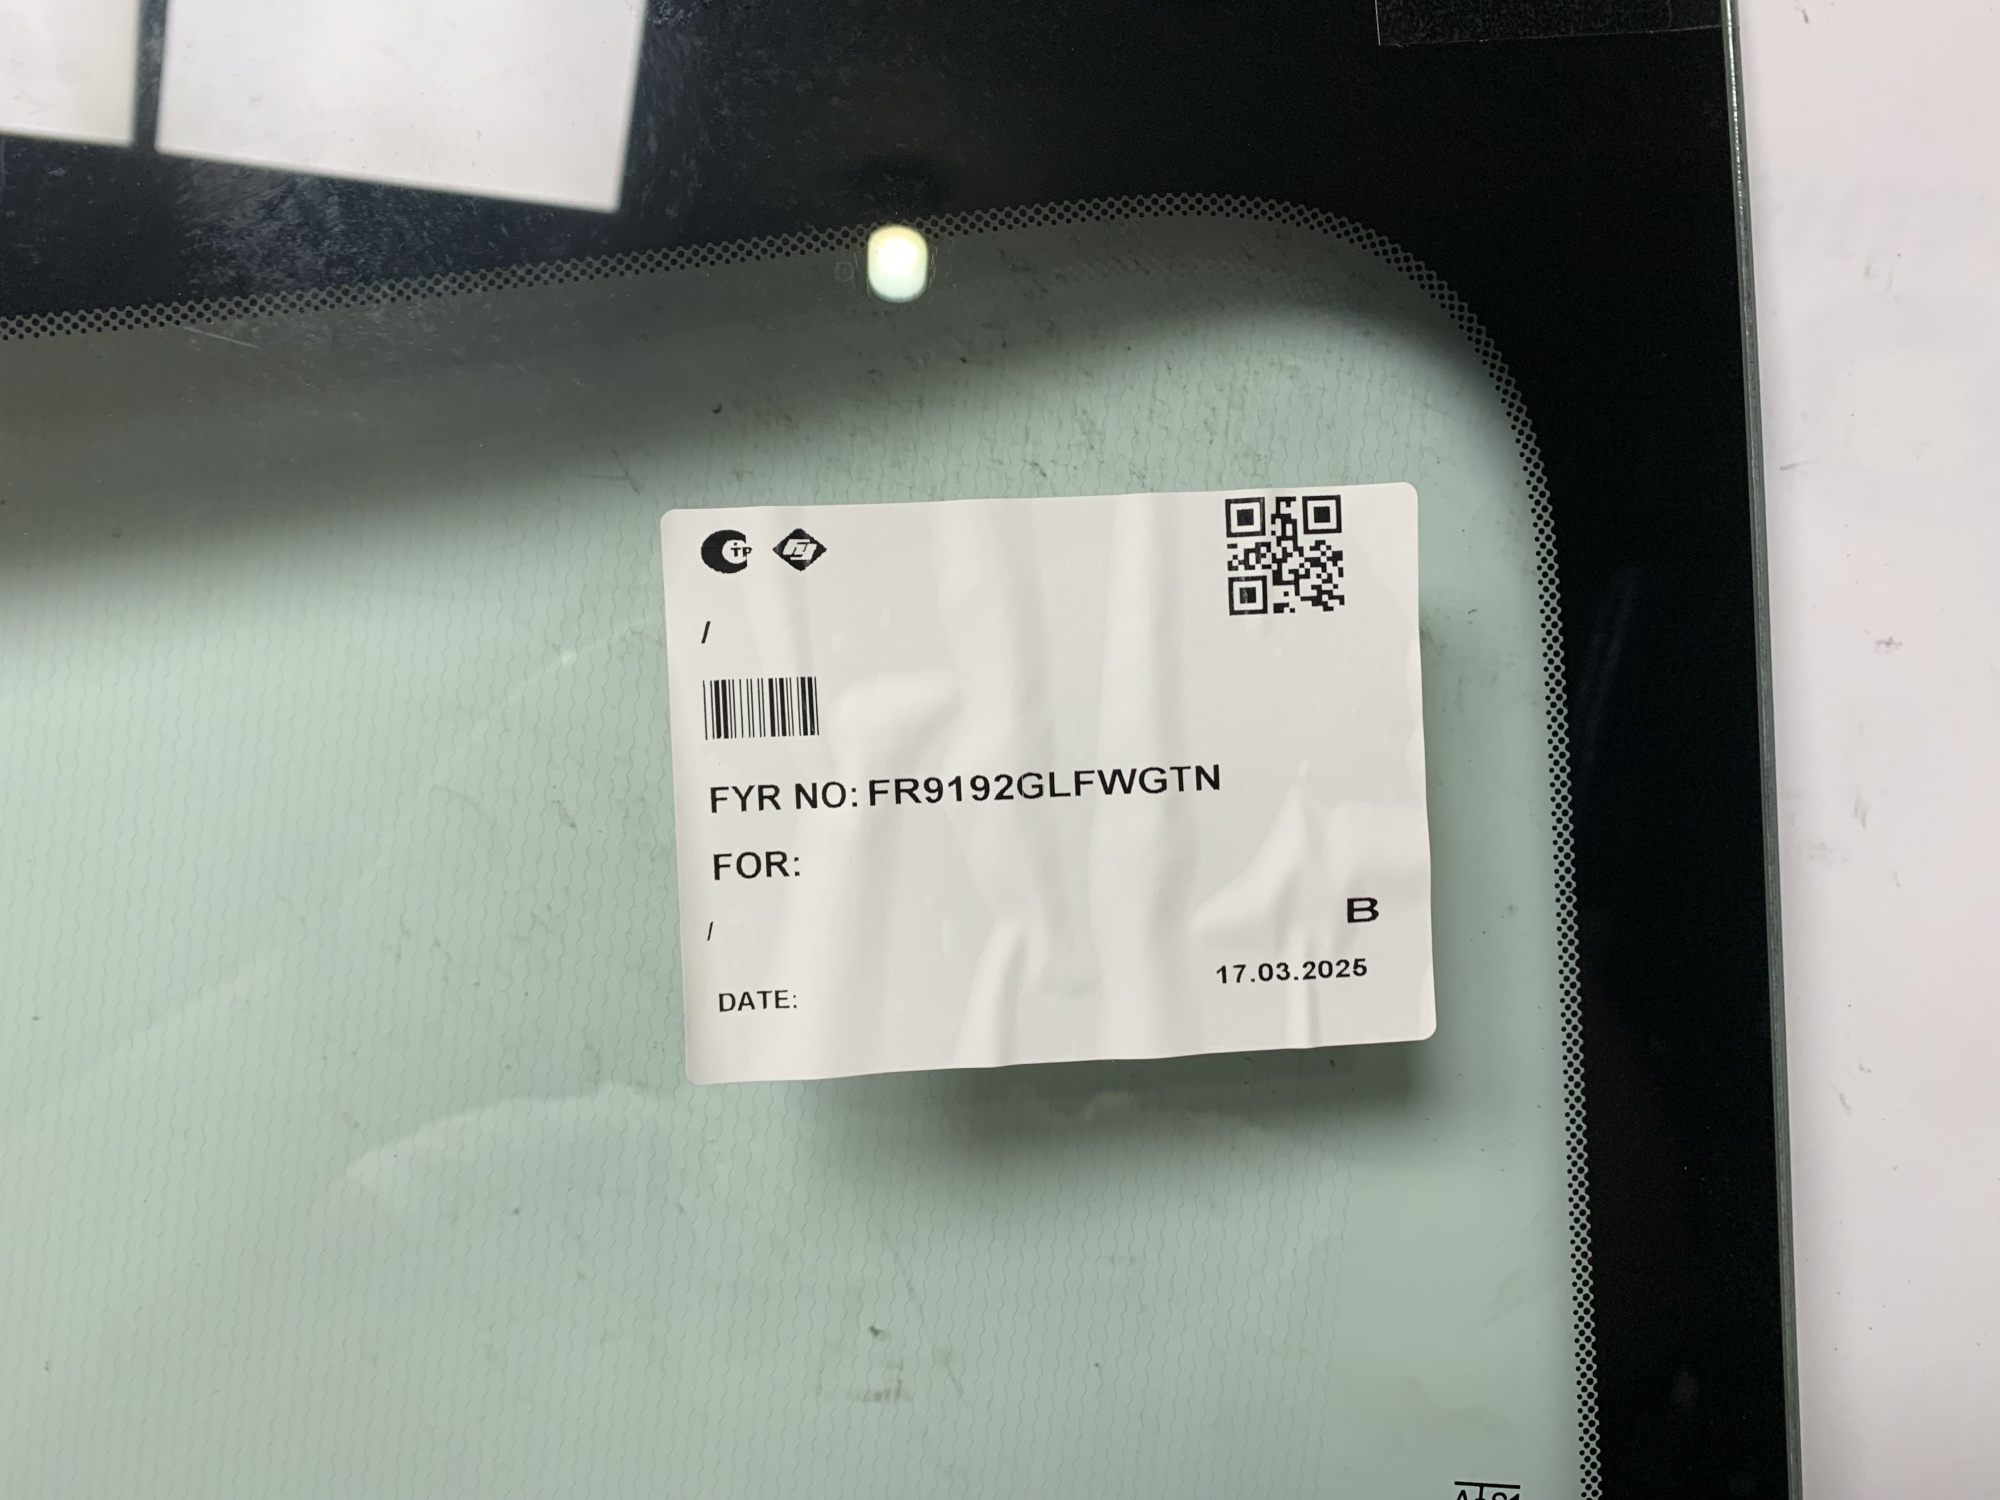 /
FYR NO: FR9192GLFWGTN
FOR:
B
/
17.03.2025
DATE: